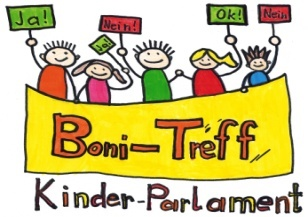 Ja! Nein! Ok! Nein
Ja!
Boni-Treff
Kinder-Parlament